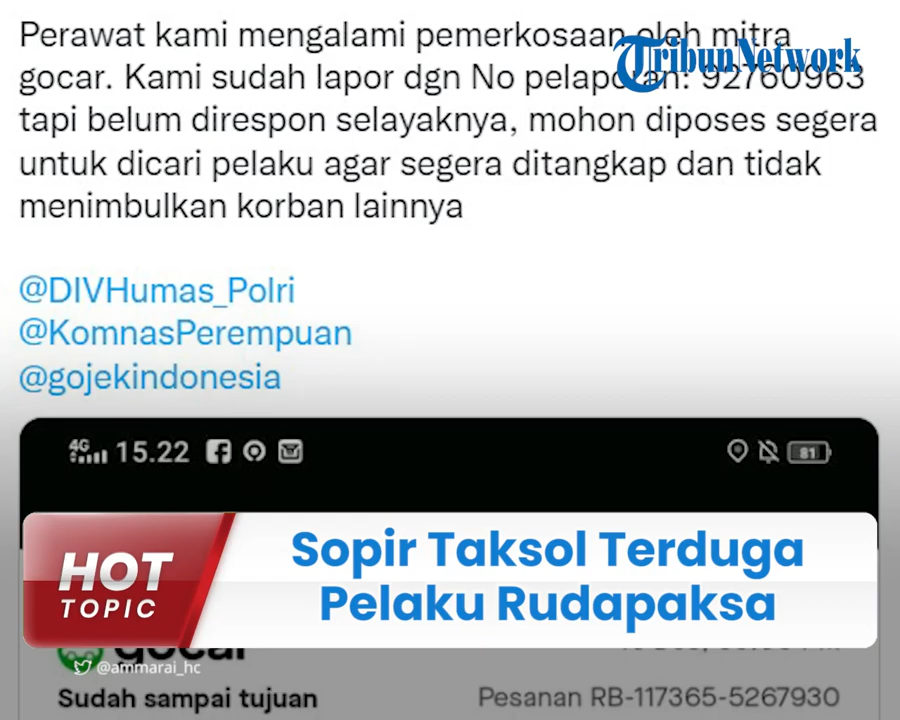 Perawat kami mengalami pemerkosaan oleh mitra
TribunNetwork
gocar. Kami sudah lapor dgn No pelaporan: 92760963
tapi belum direspon selayaknya, mohon diposes segera
untuk dicari pelaku agar segera ditangkap dan tidak
menimbulkan korban lainnya
@DIVHumas_Polri
@KomnasPerempuan
@gojekindonesia
4G 15.22 81
HOT
TOPIC
Sopir Taksol Terduga
Pelaku Rudapaksa
gocar
@ammarai_hc
Sudah sampai tujuan Pesanan RB-117365-5267930